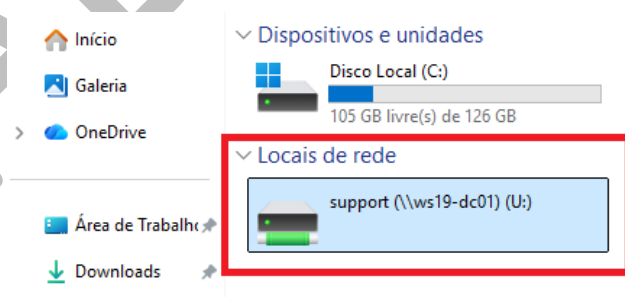 Início
Galeria
OneDrive
Área de Trabalho
Downloads
Dispositivos e unidades
Disco Local (C:)
105 GB livre(s) de 126 GB
Locais de rede
support (\\ws19-dc01) (U:)